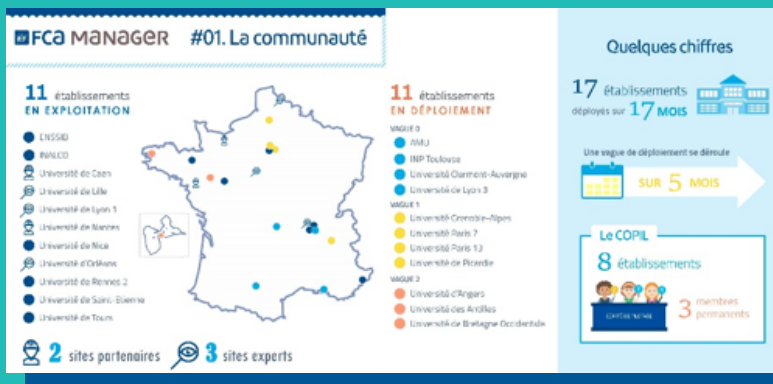 FCA MANAGER #01. La communauté
11 établissements
EN EXPLOITATION
ENSSIB
INALCO
Université de Caen
Université de Lille
Université de Lyon 1
Université de Nantes
Université de Nice
Université d'Orléans
Université de Rennes 2
Université de Saint-Etienne
Université de Tours
2 sites partenaires
3 sites experts
11 établissements
EN DÉPLOIEMENT
VAGUE 0
AMU
INP Toulouse
Université Clermont-Auvergne
Université de Lyon 3
VAGUE 1
Université Grenoble-Alpes
Université Paris 7
Université Paris 13
Université de Picardie
VAGUE 2
Université d'Angers
Université des Antilles
Université de Bretagne Occidentale
Quelques chiffres
17 établissements
déployés sur 17 MOIS
Une vague de déploiement se déroule
SUR 5 MOIS
Le COPIL
8 établissements
3 membres
permanents